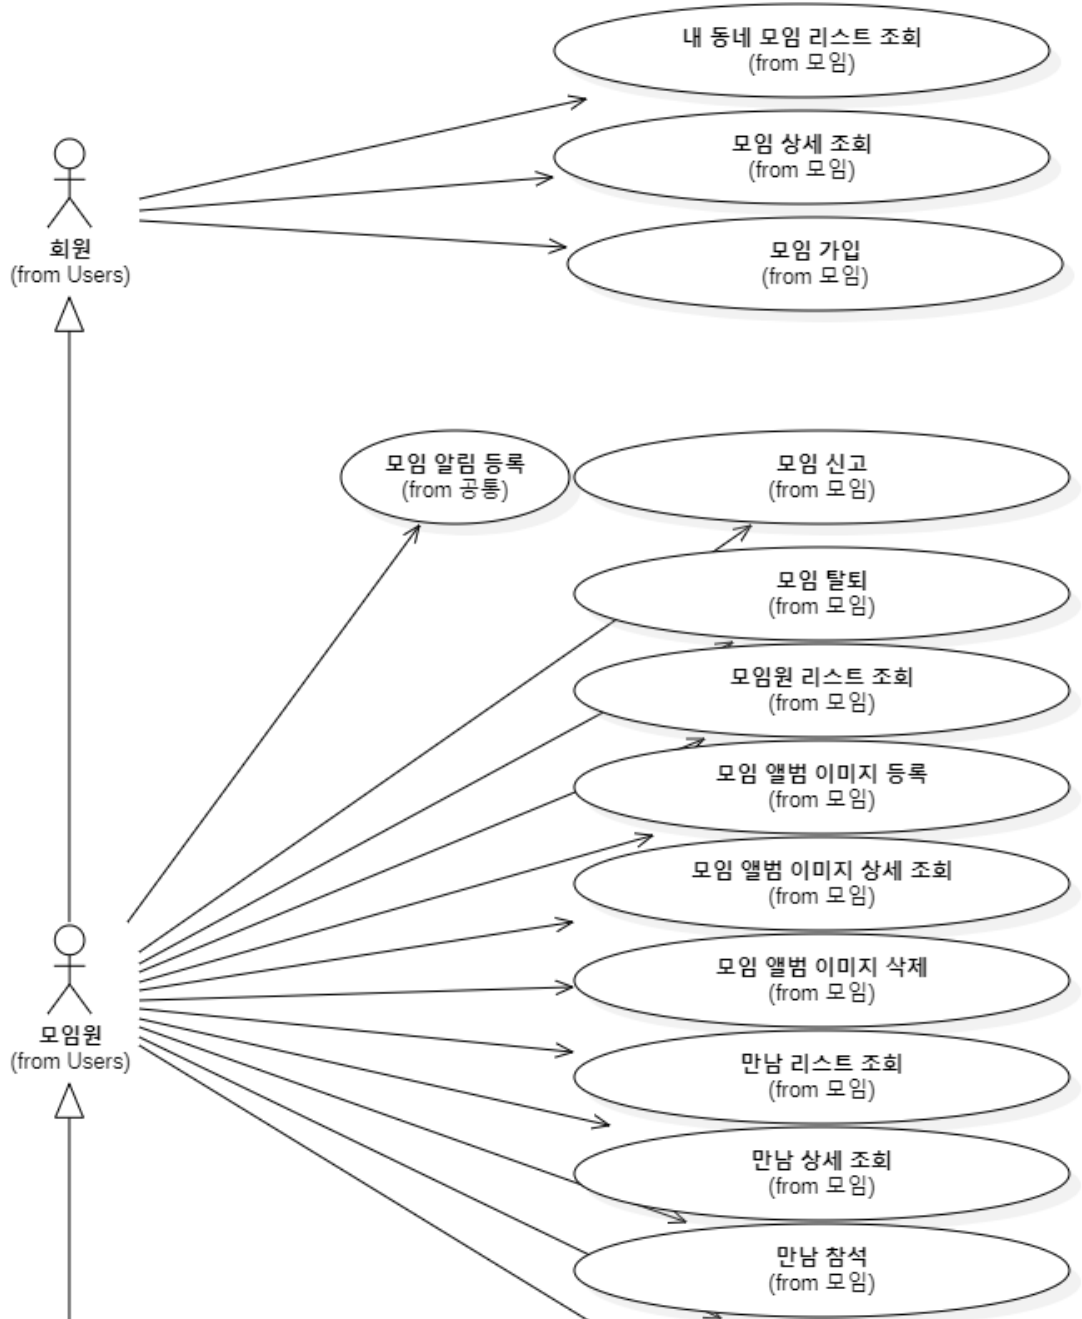 내 동네 모임 리스트 조회
(from 모임)
모임 상세 조회
(from 모임)
모임 가입
(from 모임)
회원
(from Users)
모임 알림 등록
(from 공통)
모임 신고
(from 모임)
모임 탈퇴
(from 모임)
모임원 리스트 조회
(from 모임)
모임 앨범 이미지 등록
(from 모임)
모임 앨범 이미지 상세 조회
(from 모임)
모임 앨범 이미지 삭제
(from 모임)
모임원
(from Users)
만남 리스트 조회
(from 모임)
만남 상세 조회
(from 모임)
만남 참석
(from 모임)